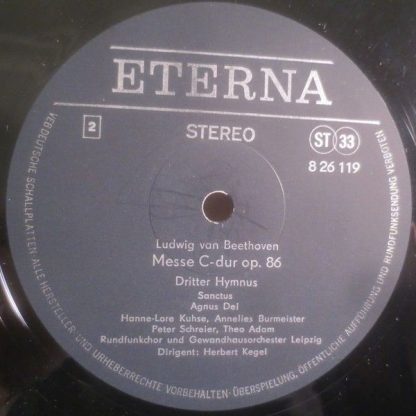 ETERNA
2
STEREO
ST 33
8 26 119
Ludwig van Beethoven
Messe C-dur op. 86
Dritter Hymnus
Sanctus
Agnus Dei
Hanne-Lore Kuhse, Annelies Burmeister
Peter Schreier, Theo Adam
Rundfunkchor und Gewandhausorchester Leipzig
Dirigent: Herbert Kegel
VEB DEUTSCHE SCHALLPLATTEN · ALLE HERSTELLER- UND URHEBERRECHTE VORBEHALTEN · ÜBERSPIELUNG, ÖFFENTLICHE AUFFÜHRUNG UND RUNDFUNKSENDUNG VERBOTEN